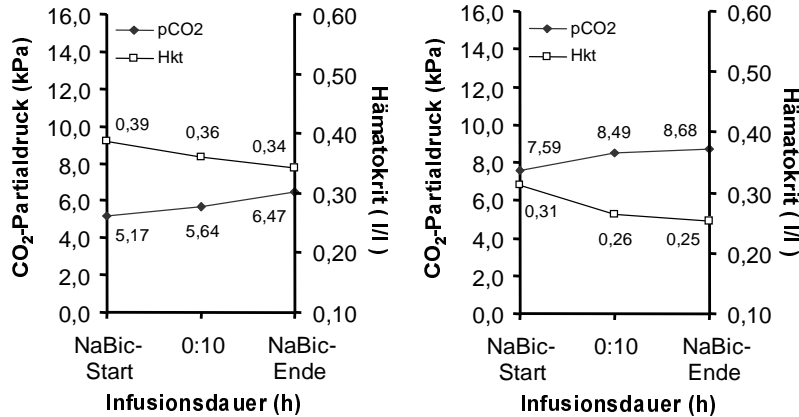 16,0
14,0
12,0
10,0
8,0
6,0
4,0
2,0
0,0
CO2-Partialdruck (kPa)
pCO2
Hkt
0,39
0,36
0,34
5,17
5,64
6,47
0,60
0,50
0,40
0,30
0,20
0,10
Hämatokrit ( l/l )
NaBic-
Start
0:10
NaBic-
Ende
Infusionsdauer (h)
16,0
14,0
12,0
10,0
8,0
6,0
4,0
2,0
0,0
CO2-Partialdruck (kPa)
pCO2
Hkt
7,59
8,49
8,68
0,31
0,26
0,25
0,60
0,50
0,40
0,30
0,20
0,10
Hämatokrit ( l/l )
NaBic-
Start
0:10
NaBic-
Ende
Infusionsdauer (h)